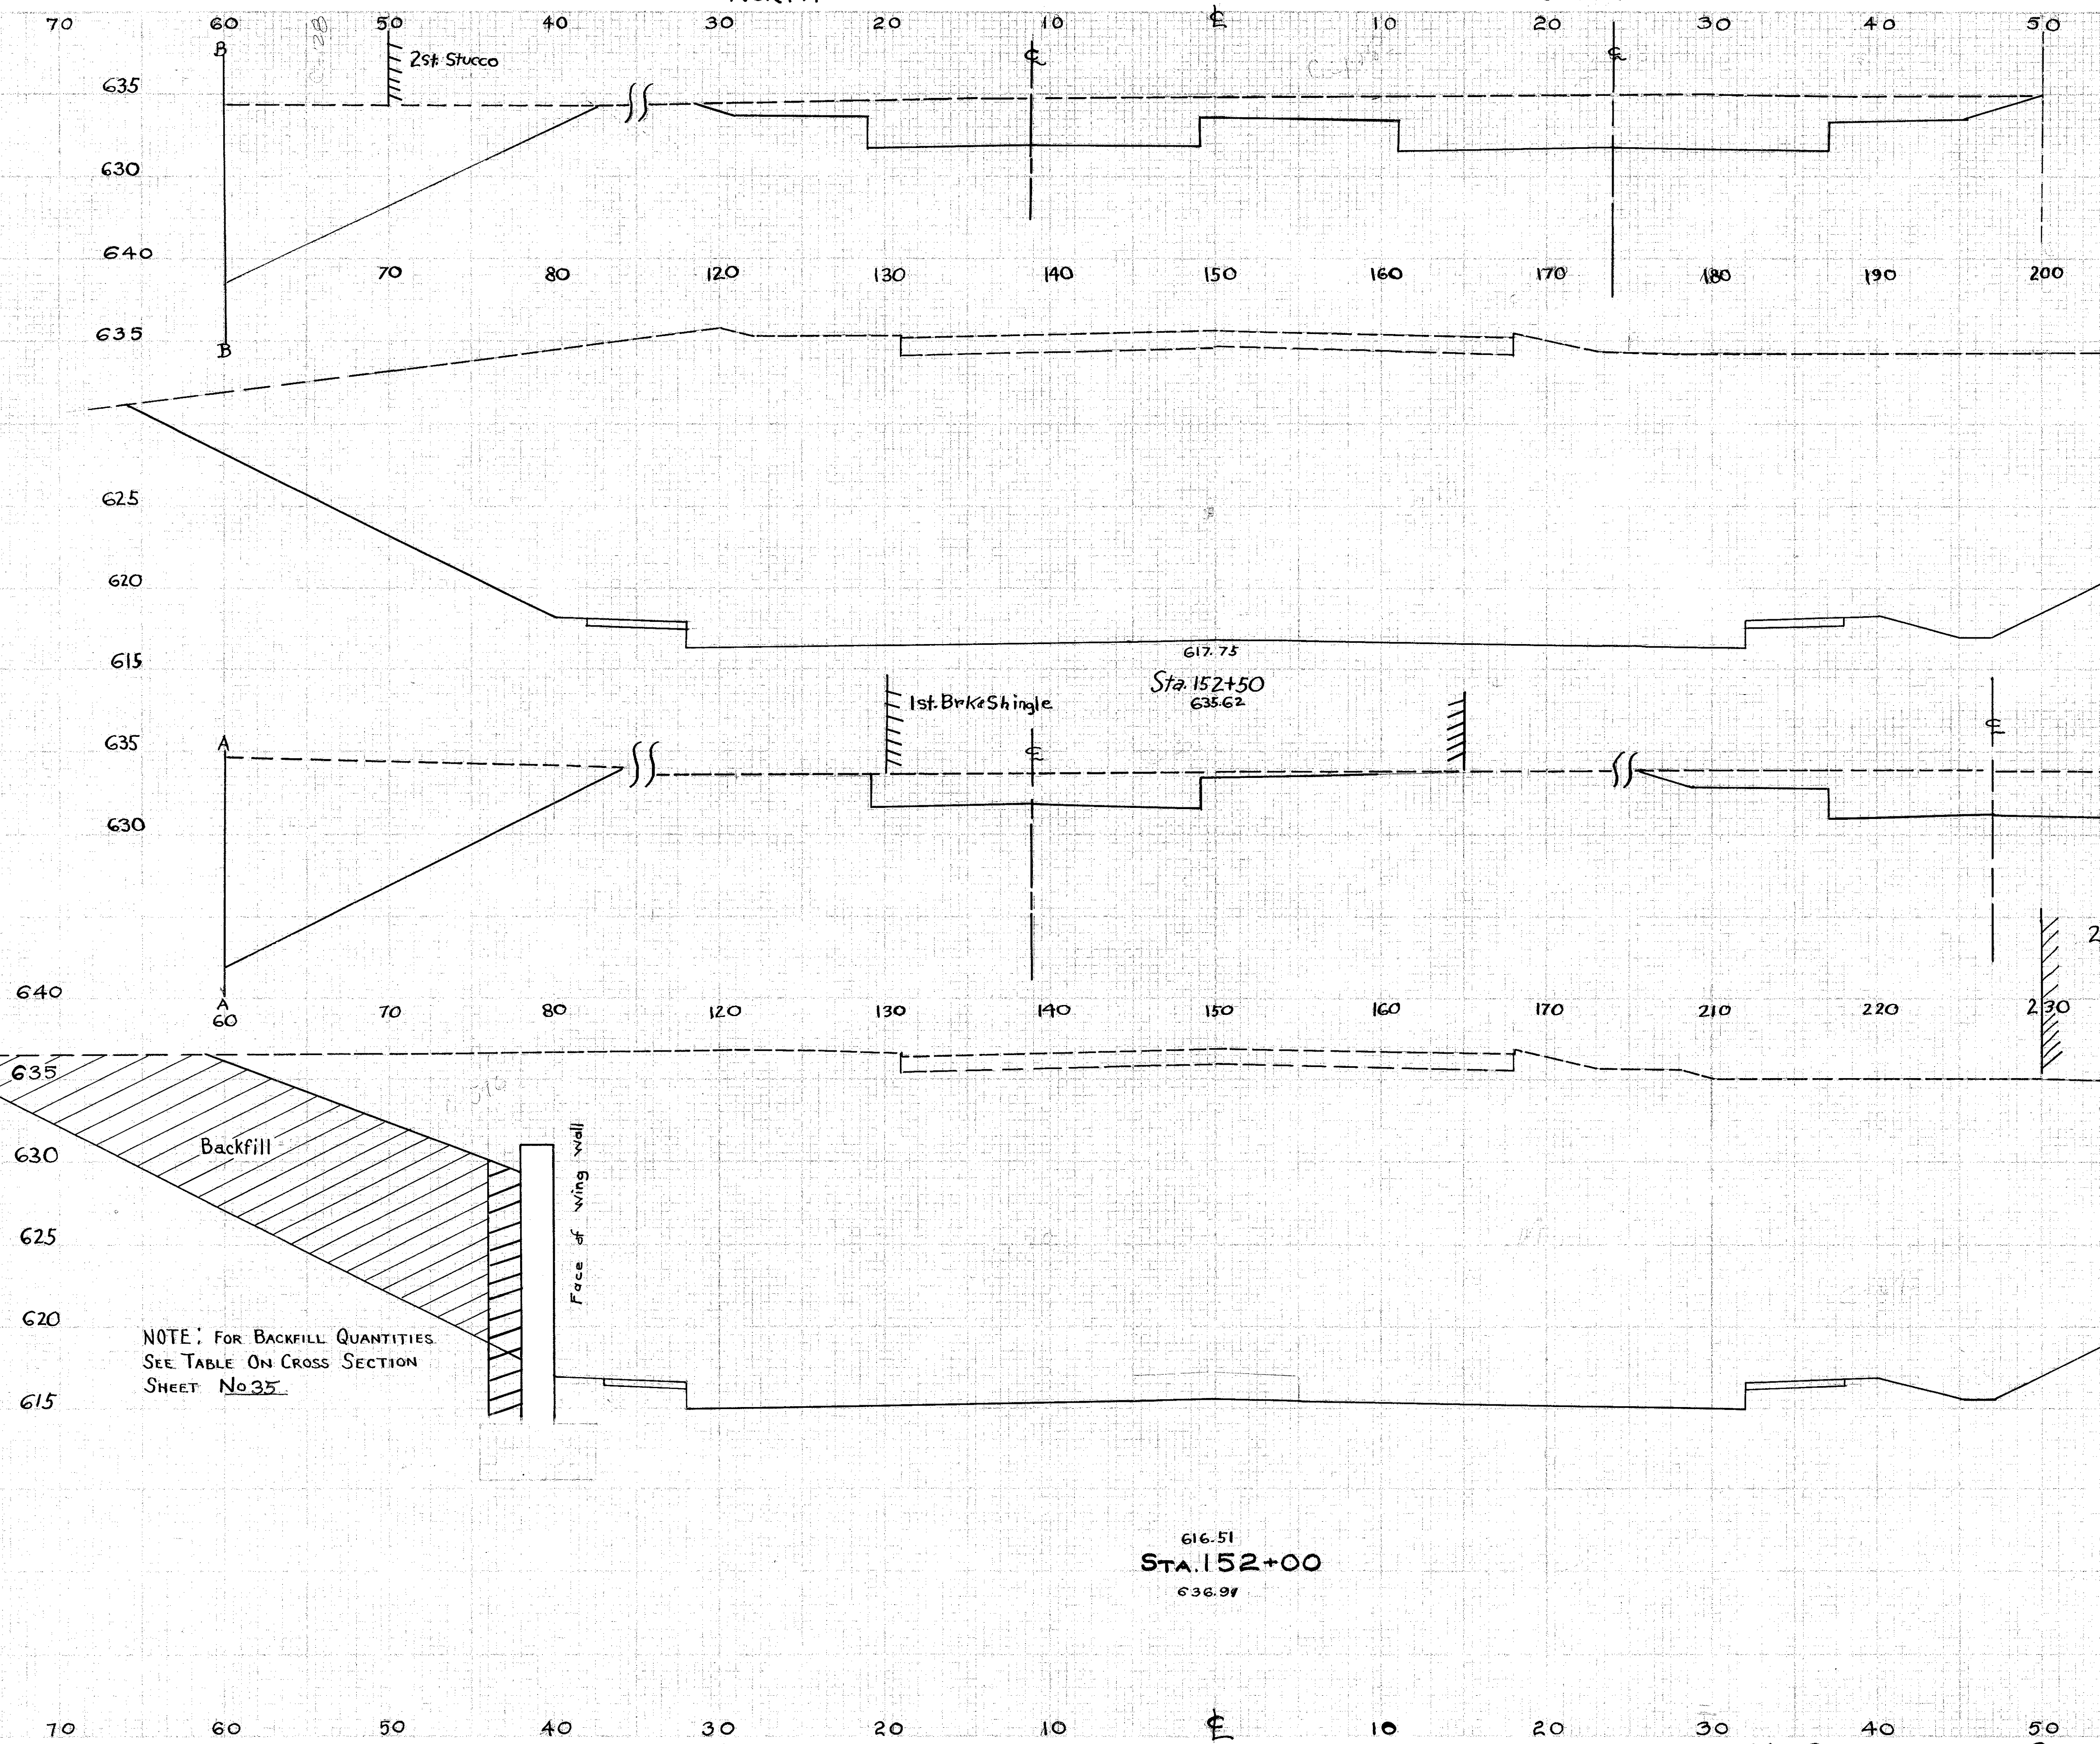 70 60 50 40 30 20 10 ℄ 10 20 30 40 50
B
2st. Stucco
℄ ℄
635
630
640
70 80 120 130 140 150 160 170 180 190 200
635
B
625
620
615
617.75
Sta. 152+50
635.62
1st. Brk&Shingle
℄ ℄
635
A
630
2
640
A
60 70 80 120 130 140 150 160 170 210 220 230
635
Backfill
630
Face of wing wall
625
620
NOTE: FOR BACKFILL QUANTITIES
SEE TABLE ON CROSS SECTION
SHEET No 35
615
616.51
STA. 152+00
636.91
70 60 50 40 30 20 10 ℄ 10 20 30 40 50